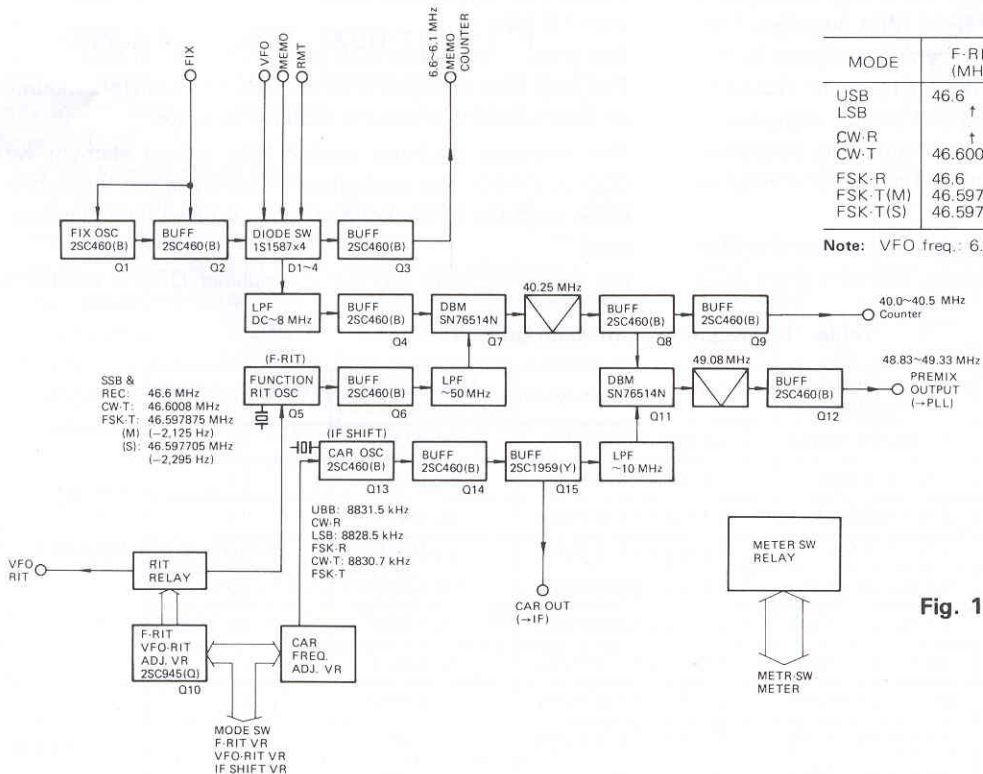 FIX
VFO
MEMO
RMT
6.6~6.1 MHz
MEMO
COUNTER
MODE
USB
46.6
LSB
↑
CW·R
↑
CW·T
46.600
FSK·R
46.6
FSK·T(M)
46.597
FSK·T(S)
46.597
Note: VFO freq.: 6.
FIX OSC
2SC460(B)
Q1
BUFF
2SC460(B)
Q2
DIODE SW
1S1587x4
D1~4
BUFF
2SC460(B)
Q3
LPF
DC~8 MHz
BUFF
2SC460(B)
Q4
DBM
SN76514N
Q7
40.25 MHz
BUFF
2SC460(B)
Q8
BUFF
2SC460(B)
Q9
40.0~40.5 MHz
Counter
(F-RIT)
FUNCTION
RIT OSC
Q5
BUFF
2SC460(B)
Q6
LPF
~50 MHz
DBM
SN76514N
Q11
49.08 MHz
BUFF
2SC460(B)
Q12
48.83~49.33 MHz
PREMIX
OUTPUT
(→PLL)
SSB &
REC: 46.6 MHz
CW·T: 46.6008 MHz
FSK·T: 46.597875 MHz
(M) (−2,125 Hz)
(S): 46.597705 MHz
(−2,295 Hz)
(IF SHIFT)
CAR OSC
2SC460(B)
Q13
BUFF
2SC460(B)
Q14
BUFF
2SC1959(Y)
Q15
LPF
~10 MHz
UBB: 8831.5 kHz
CW·R
LSB: 8828.5 kHz
FSK·R
CW·T: 8830.7 kHz
FSK·T
CAR OUT
(→IF)
VFO
RIT
RIT
RELAY
F-RIT
VFO-RIT
ADJ. VR
2SC945(Q)
Q10
CAR
FREQ.
ADJ. VR
MODE SW
F-RIT VR
VFO-RIT VR
IF SHIFT VR
METER SW
RELAY
METR·SW
METER
Fig. 1